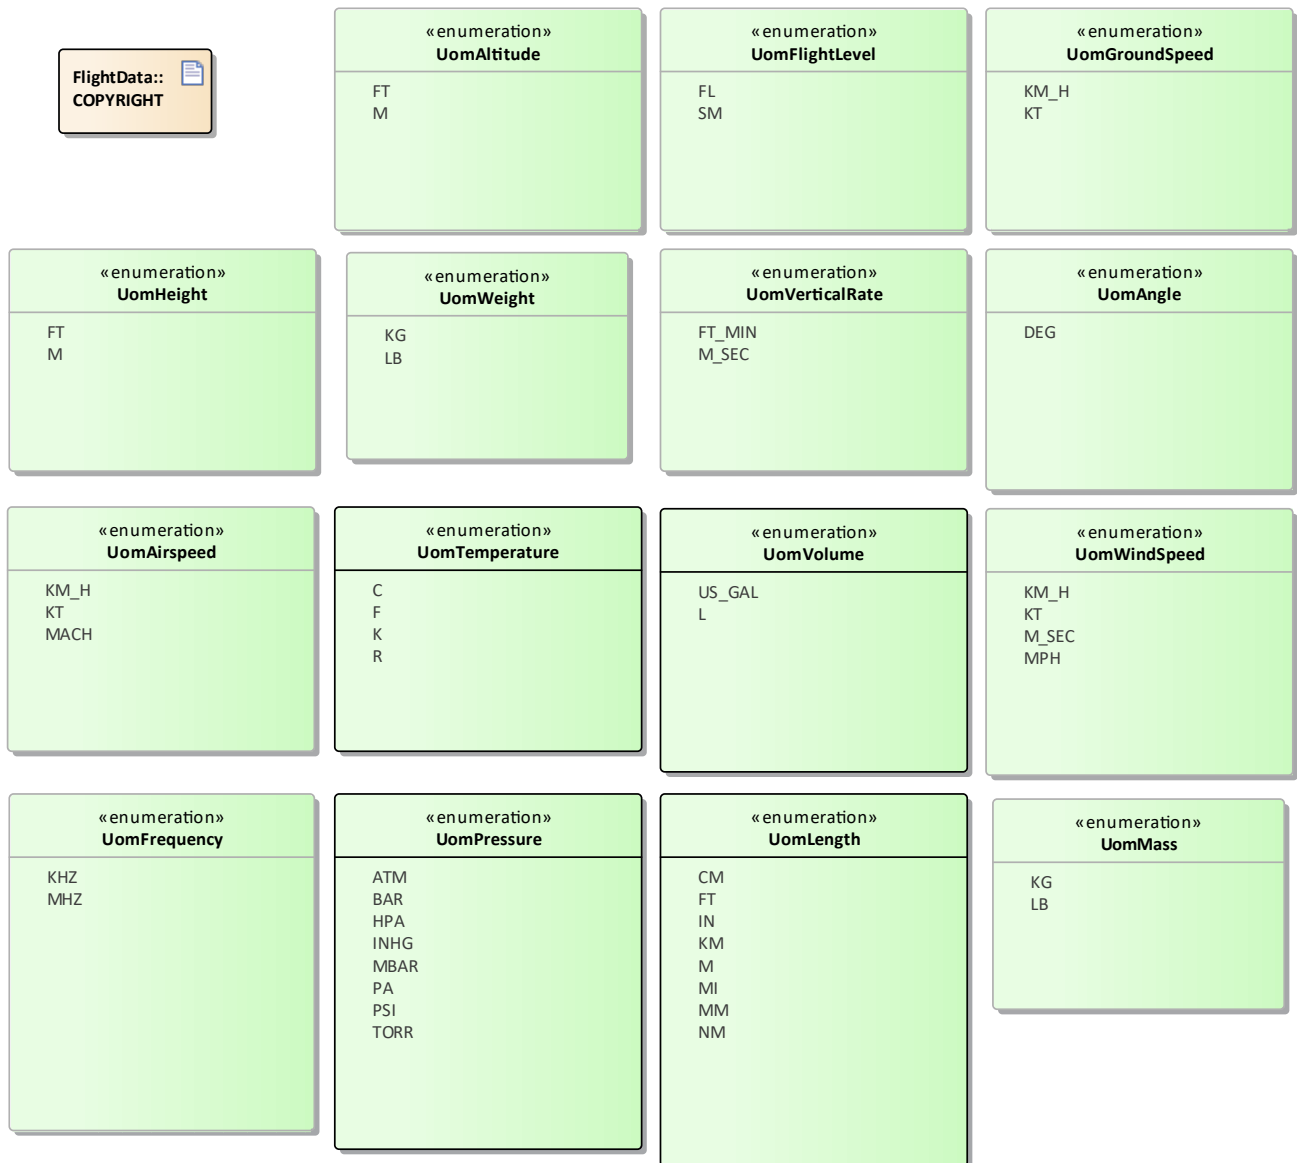 FlightData::
COPYRIGHT
«enumeration»
UomAltitude
FT
M
«enumeration»
UomFlightLevel
FL
SM
«enumeration»
UomGroundSpeed
KM_H
KT
«enumeration»
UomHeight
FT
M
«enumeration»
UomWeight
KG
LB
«enumeration»
UomVerticalRate
FT_MIN
M_SEC
«enumeration»
UomAngle
DEG
«enumeration»
UomAirspeed
KM_H
KT
MACH
«enumeration»
UomTemperature
C
F
K
R
«enumeration»
UomVolume
US_GAL
L
«enumeration»
UomWindSpeed
KM_H
KT
M_SEC
MPH
«enumeration»
UomFrequency
KHZ
MHZ
«enumeration»
UomPressure
ATM
BAR
HPA
INHG
MBAR
PA
PSI
TORR
«enumeration»
UomLength
CM
FT
IN
KM
M
MI
MM
NM
«enumeration»
UomMass
KG
LB